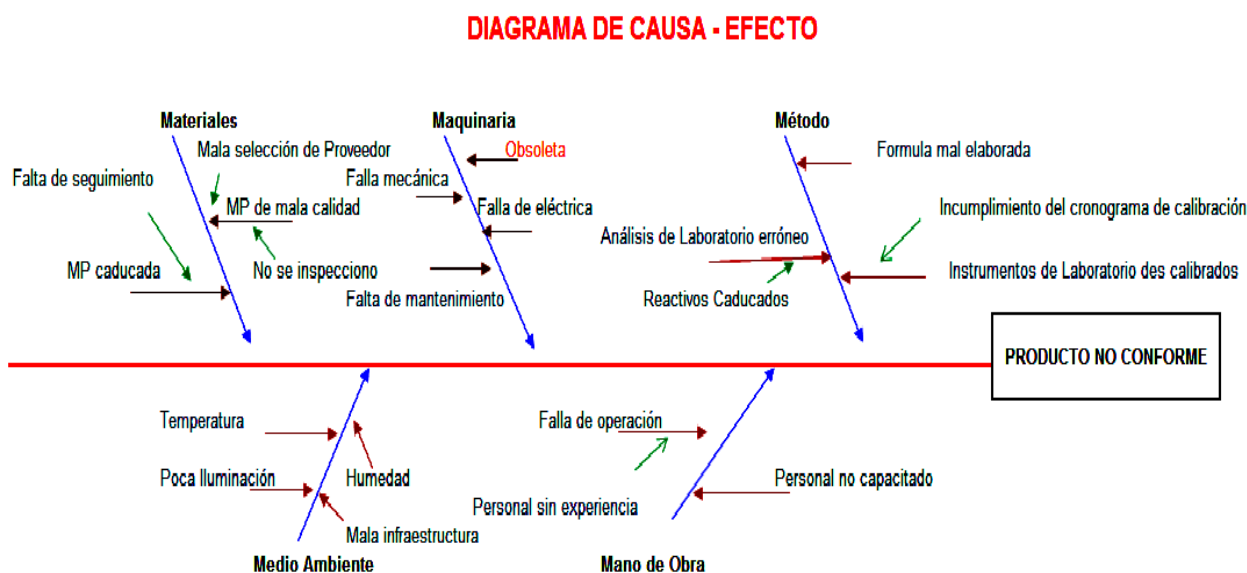 DIAGRAMA DE CAUSA - EFECTO
Materiales
Maquinaria
Método
Mala selección de Proveedor
Falta de seguimiento
MP de mala calidad
No se inspecciono
MP caducada
Obsoleta
Falla mecánica
Falla de eléctrica
Falta de mantenimiento
Formula mal elaborada
Incumplimiento del cronograma de calibración
Análisis de Laboratorio erróneo
Instrumentos de Laboratorio des calibrados
Reactivos Caducados
PRODUCTO NO CONFORME
Temperatura
Poca Iluminación
Humedad
Mala infraestructura
Medio Ambiente
Falla de operación
Personal no capacitado
Personal sin experiencia
Mano de Obra